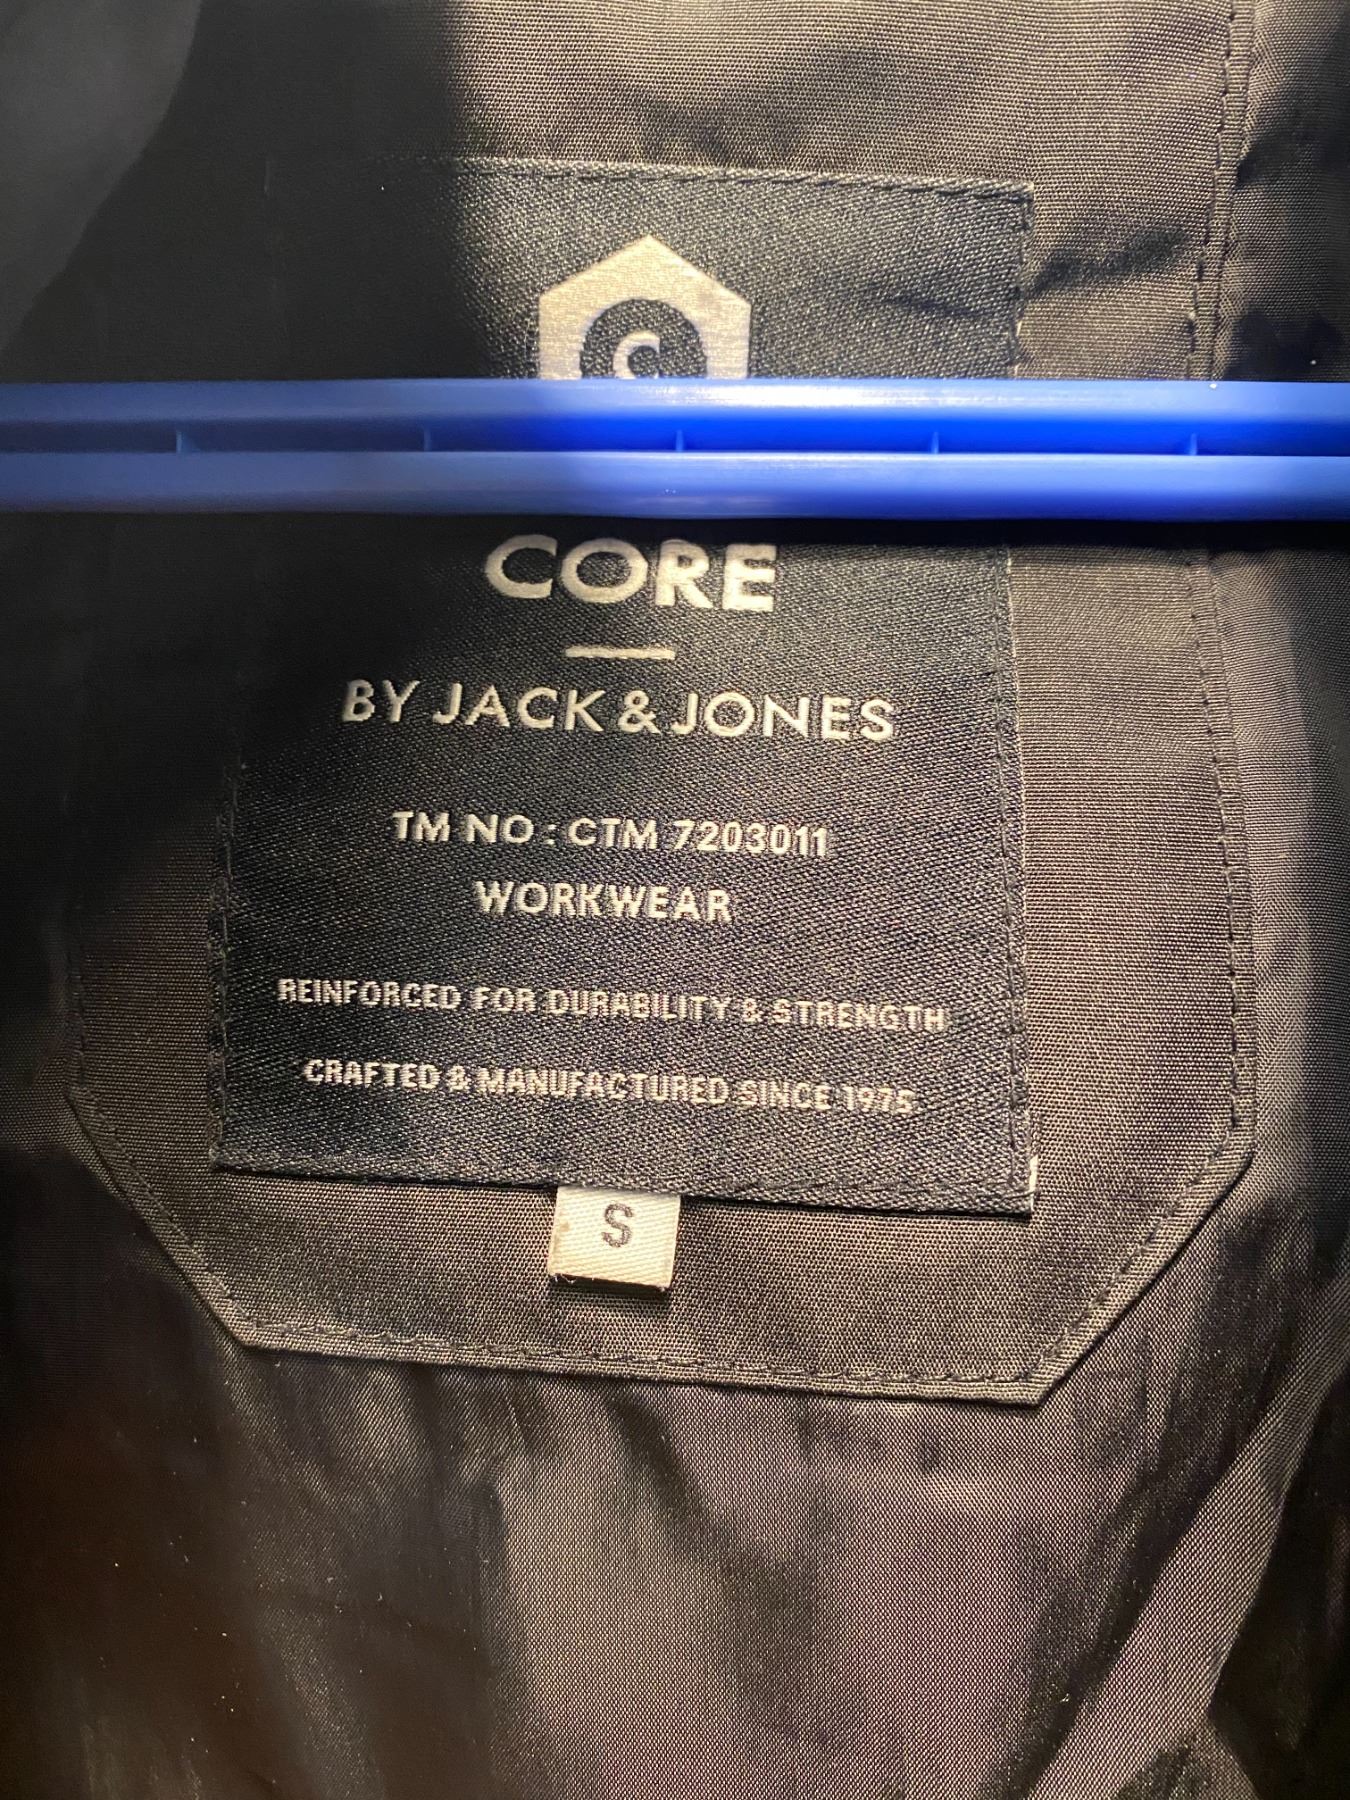 C
CORE
BY JACK & JONES
TM NO : CTM 7203011
WORKWEAR
REINFORCED FOR DURABILITY & STRENGTH
CRAFTED & MANUFACTURED SINCE 1975
S